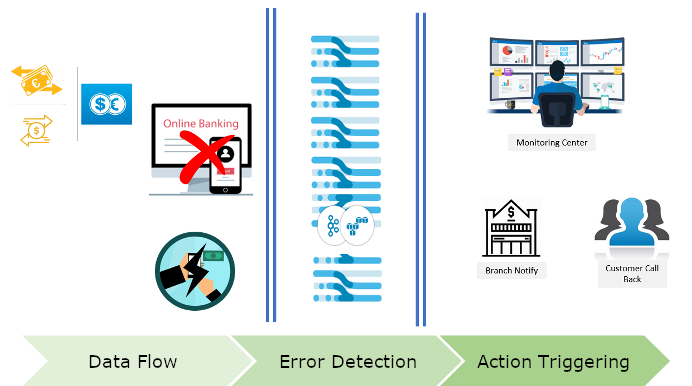 Online Banking
Monitoring Center
Branch Notify
Customer Call
Back
Data Flow
Error Detection
Action Triggering